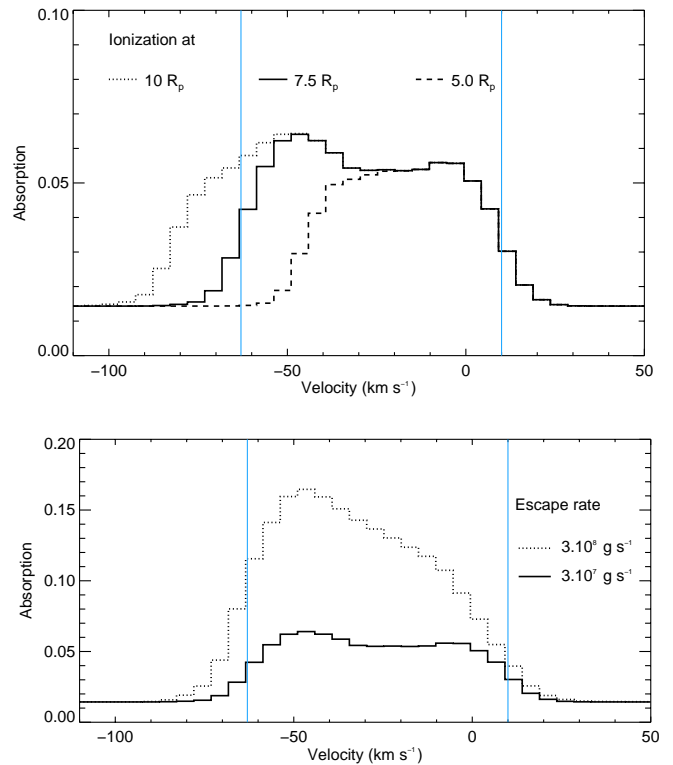 0.10
Ionization at
10 Rp
7.5 Rp
5.0 Rp
0.05
0.00
Absorption
−100
−50
0
50
Velocity (km s⁻¹)
0.20
0.15
0.10
0.05
0.00
Absorption
Escape rate
3.10⁸ g s⁻¹
3.10⁷ g s⁻¹
−100
−50
0
50
Velocity (km s⁻¹)